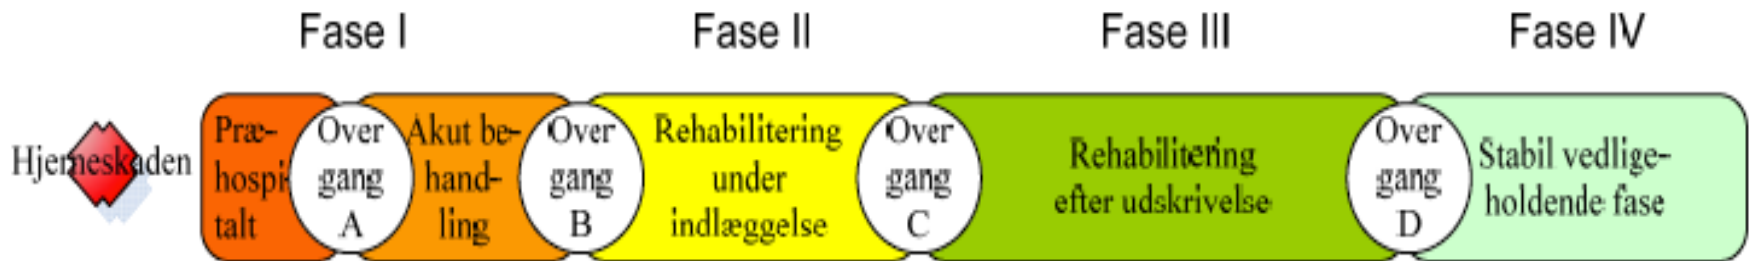 Fase I
Fase II
Fase III
Fase IV
Hjerneskaden
Præ-
hospi-
talt
Over
gang
A
Akut be-
hand-
ling
Over
gang
B
Rehabilitering
under
indlæggelse
Over
gang
C
Rehabilitering
efter udskrivelse
Over
gang
D
Stabil vedlige-
holdende fase